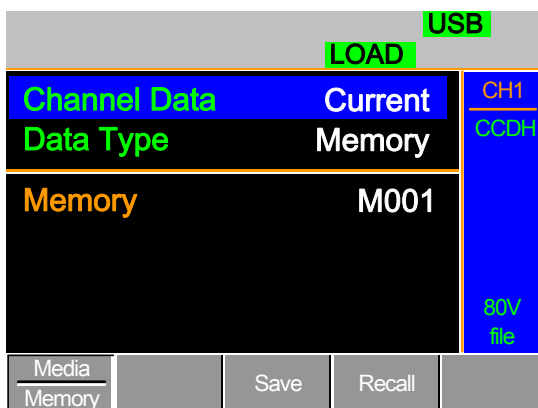 USB
LOAD
Channel Data Current
Data Type Memory
Memory M001
CH1
CCDH
80V
file
Media
Memory
Save
Recall